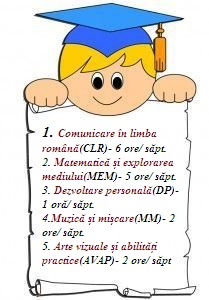 1. Comunicare în limba
română(CLR)- 6 ore/ săpt.
2. Matematică și explorarea
mediului(MEM)- 5 ore/ săpt.
3. Dezvoltare personală(DP)-
1 oră/ săpt.
4.Muzică și mișcare(MM)- 2
ore/ săpt.
5. Arte vizuale și abilități
practice(AVAP)- 2 ore/ săpt